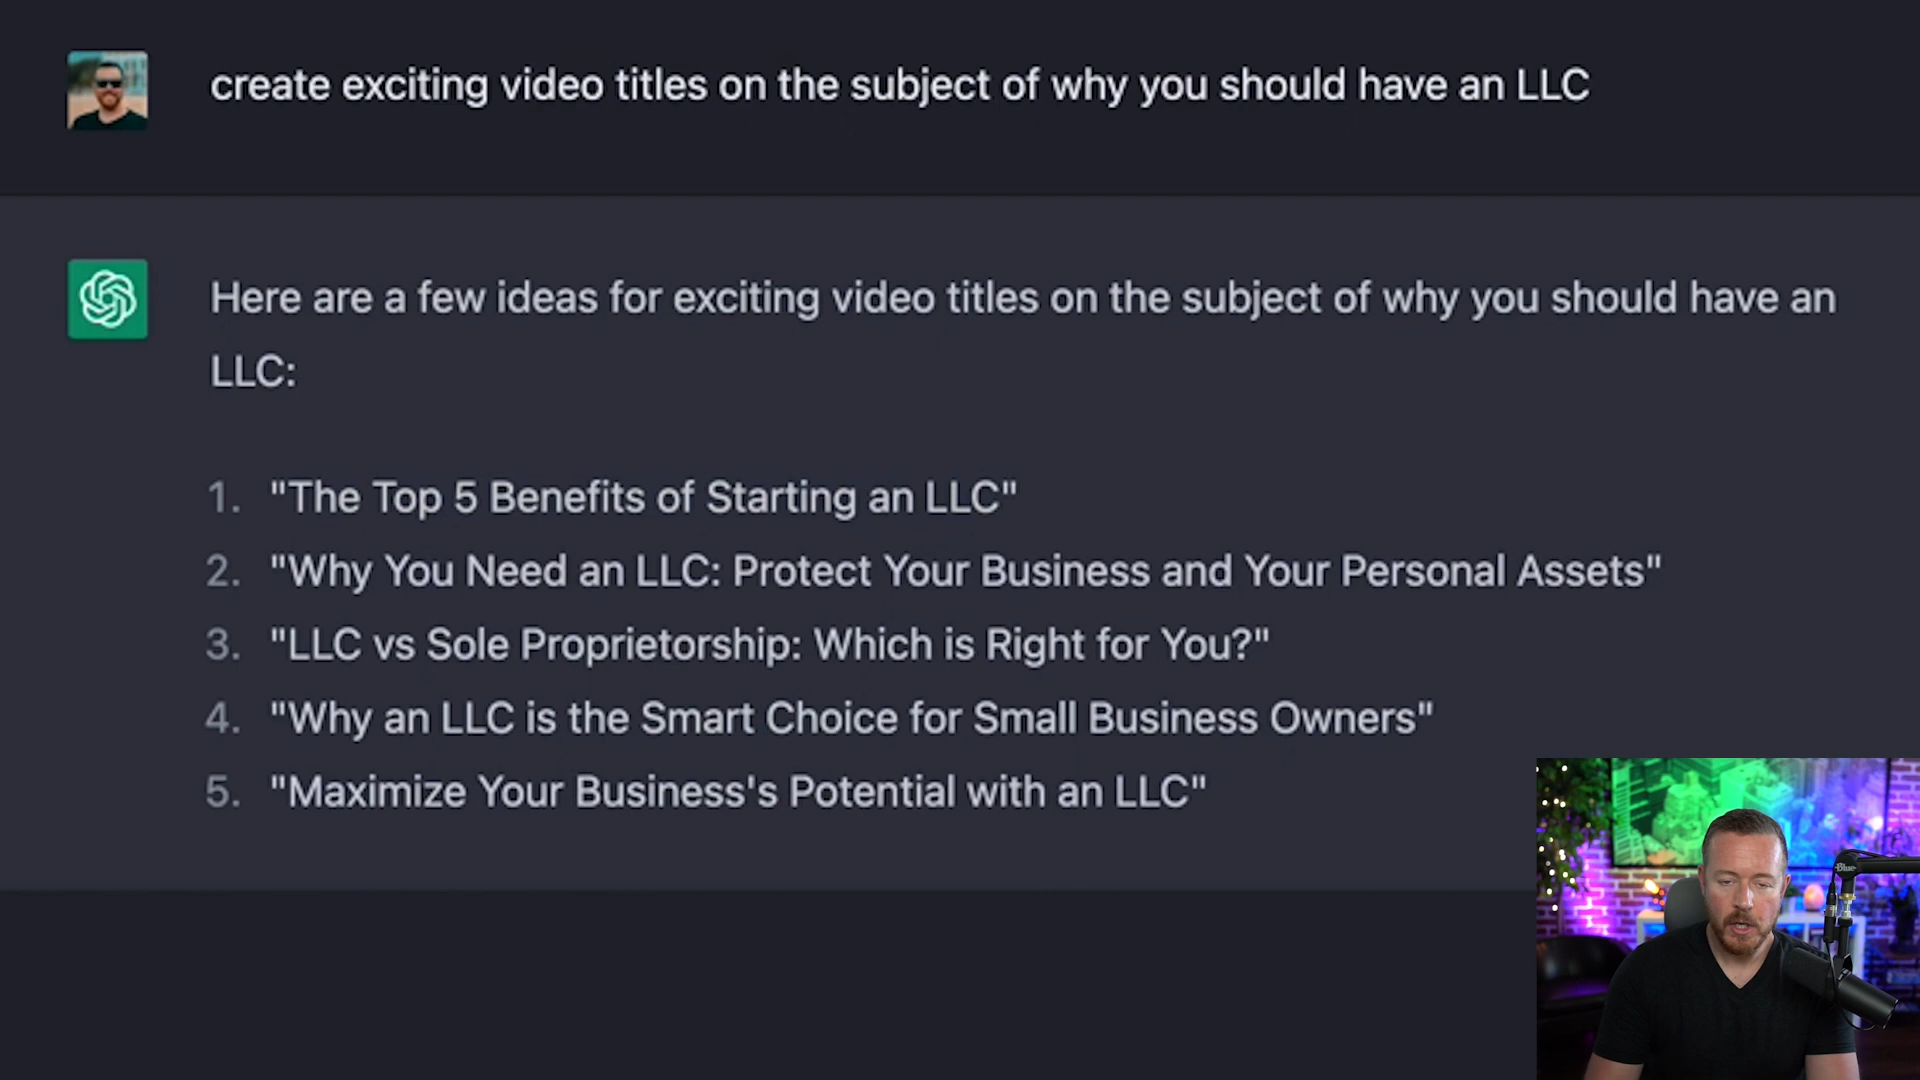 create exciting video titles on the subject of why you should have an LLC
Here are a few ideas for exciting video titles on the subject of why you should have an
LLC:
1. "The Top 5 Benefits of Starting an LLC"
2. "Why You Need an LLC: Protect Your Business and Your Personal Assets"
3. "LLC vs Sole Proprietorship: Which is Right for You?"
4. "Why an LLC is the Smart Choice for Small Business Owners"
5. "Maximize Your Business's Potential with an LLC"
Blue